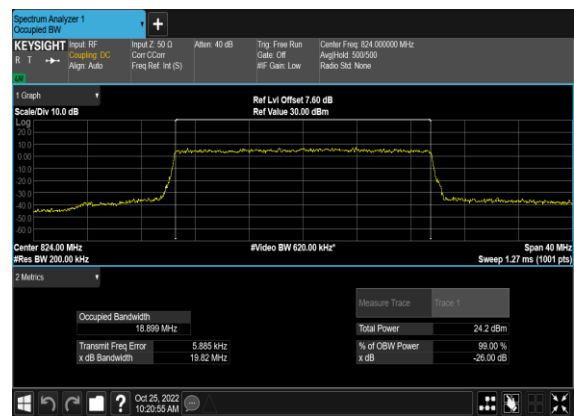 Spectrum Analyzer 1
Occupied BW
+
KEYSIGHT Input: RF Input Z: 50 Ω Atten: 40 dB Trig: Free Run Center Freq: 824.000000 MHz
R T Coupling: DC Corr CCorr Gate: Off Avg|Hold: 500/500
Align: Auto Freq Ref: Int (S) #IF Gain: Low Radio Std: None
LXI
1 Graph
Ref Lvl Offset 7.60 dB
Scale/Div 10.0 dB Ref Value 30.00 dBm
Log
20.0
10.0
0.00
-10.0
-20.0
-30.0
-40.0
-50.0
-60.0
Center 824.00 MHz #Video BW 620.00 kHz* Span 40 MHz
#Res BW 200.00 kHz Sweep 1.27 ms (1001 pts)
2 Metrics
Measure Trace Trace 1
Occupied Bandwidth
18.899 MHz Total Power 24.2 dBm
Transmit Freq Error 5.885 kHz % of OBW Power 99.00 %
x dB Bandwidth 19.82 MHz x dB -26.00 dB
? Oct 25, 2022
10:20:55 AM